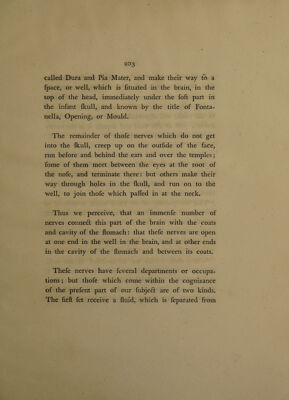 203
called Dura and Pia Mater, and make their way to a
ſpace, or well, which is ſituated in the brain, in the
top of the head, immediately under the ſoft part in
the infant ſkull, and known by the title of Fonta-
nella, Opening, or Mould.
The remainder of thoſe nerves which do not get
into the ſkull, creep up on the outſide of the face,
run before and behind the ears and over the temples;
ſome of them meet between the eyes at the root of
the noſe, and terminate there: but others make their
way through holes in the ſkull, and run on to the
well, to join thoſe which paſſed in at the neck.
Thus we perceive, that an immenſe number of
nerves connect this part of the brain with the coats
and cavity of the ſtomach: that theſe nerves are open
at one end in the well in the brain, and at other ends
in the cavity of the ſtomach and between its coats.
Theſe nerves have ſeveral departments or occupa-
tions; but thoſe which come within the cognizance
of the preſent part of our ſubject are of two kinds.
The firſt ſet receive a fluid, which is ſeparated from